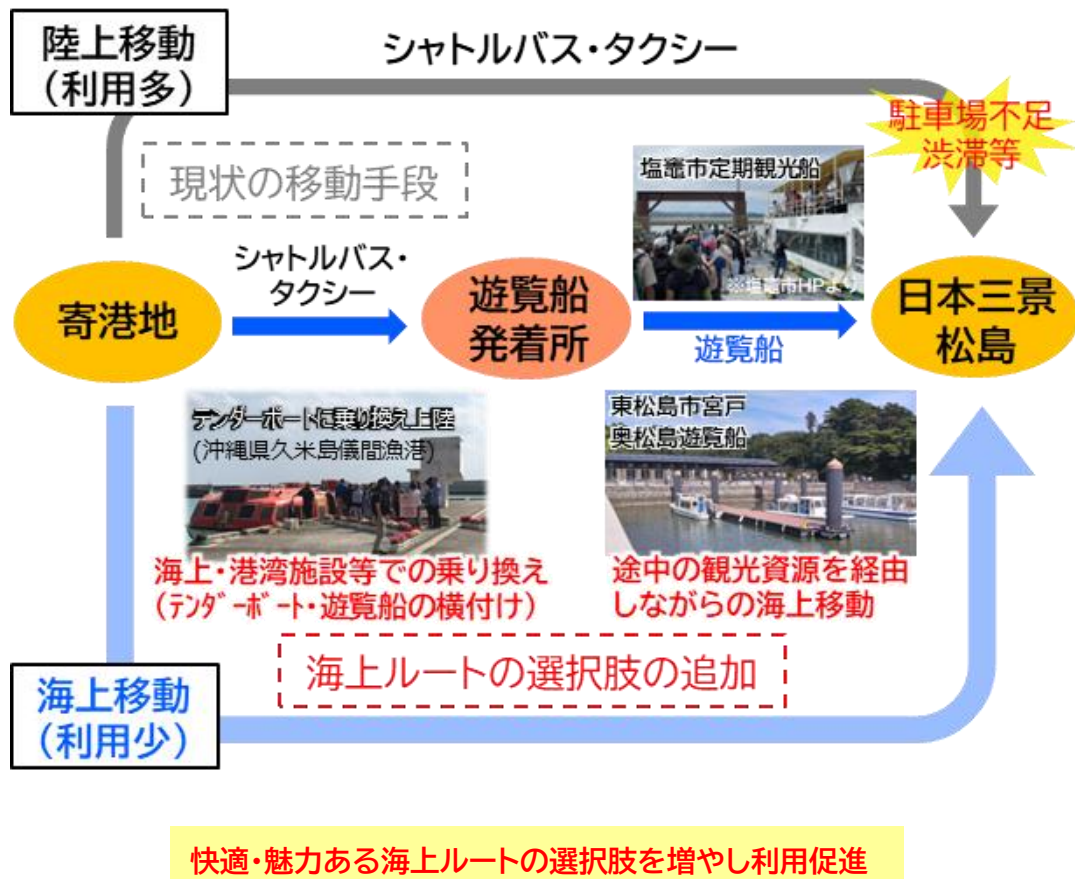 陸上移動
（利用多）
シャトルバス・タクシー
駐車場不足
渋滞等
現状の移動手段
塩竈市定期観光船
※塩竈市HPより
寄港地
シャトルバス・
タクシー
遊覧船
発着所
遊覧船
日本三景
松島
テンダーボートに乗り換え上陸
(沖縄県久米島儀間漁港)
東松島市宮戸
奥松島遊覧船
海上・港湾施設等での乗り換え
（ﾃﾝﾀﾞｰﾎﾞｰﾄ・遊覧船の横付け）
途中の観光資源を経由
しながらの海上移動
海上ルートの選択肢の追加
海上移動
（利用少）
快適・魅力ある海上ルートの選択肢を増やし利用促進